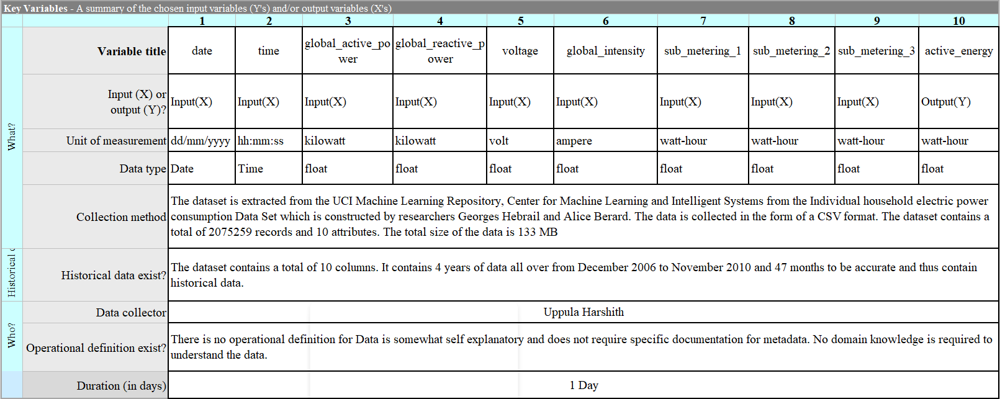 Key Variables - A summary of the chosen input variables (Y's) and/or output variables (X's)
1 2 3 4 5 6 7 8 9 10
What?
Variable title
date
time
global_active_po
wer
global_reactive_p
ower
voltage
global_intensity
sub_metering_1
sub_metering_2
sub_metering_3
active_energy
Input (X) or
output (Y)?
Input(X) Input(X) Input(X) Input(X) Input(X) Input(X) Input(X) Input(X) Input(X) Output(Y)
Unit of measurement dd/mm/yyyy hh:mm:ss kilowatt kilowatt volt ampere watt-hour watt-hour watt-hour watt-hour
Data type Date Time float float float float float float float float
Collection method
The dataset is extracted from the UCI Machine Learning Repository, Center for Machine Learning and Intelligent Systems from the Individual household electric power
consumption Data Set which is constructed by researchers Georges Hebrail and Alice Berard. The data is collected in the form of a CSV format. The dataset contains a
total of 2075259 records and 10 attributes. The total size of the data is 133 MB
Historical
Historical data exist?
The dataset contains a total of 10 columns. It contains 4 years of data all over from December 2006 to November 2010 and 47 months to be accurate and thus contain
historical data.
Who?
Data collector Uppula Harshith
Operational definition exist?
There is no operational definition for Data is somewhat self explanatory and does not require specific documentation for metadata. No domain knowledge is required to
understand the data.
Duration (in days) 1 Day